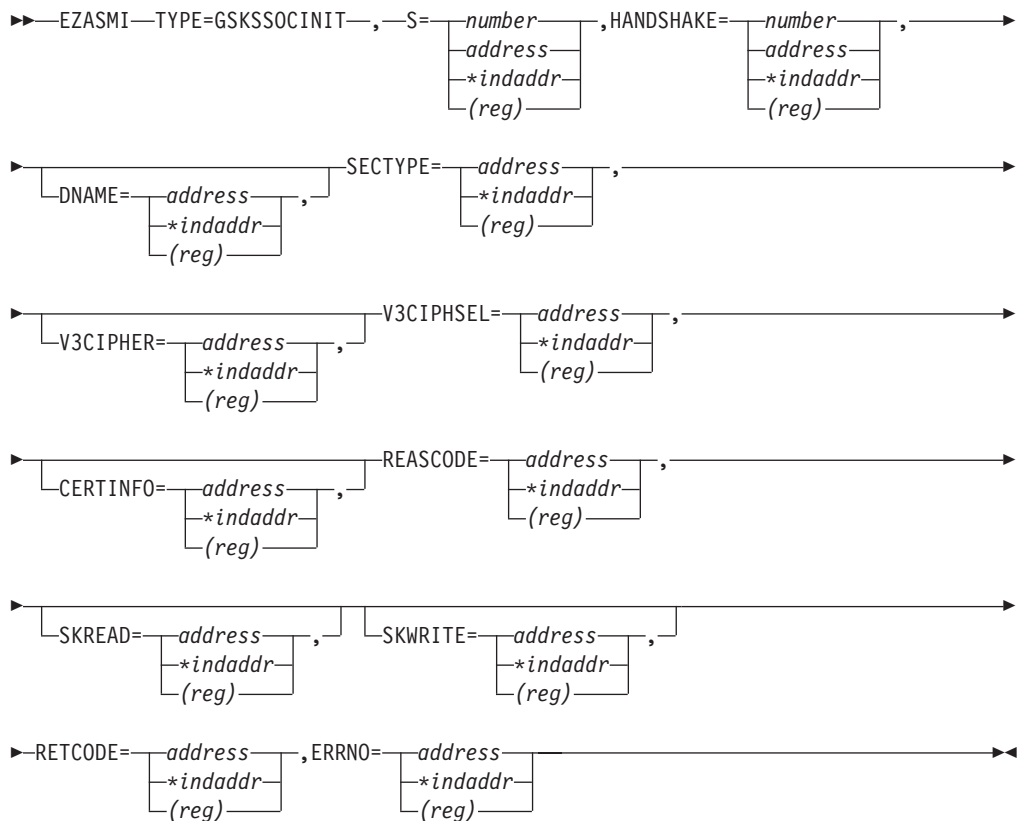 EZASMI TYPE=GSKSSOCINIT , S= number ,HANDSHAKE= number ,
address address
*indaddr *indaddr
(reg) (reg)
DNAME= address , SECTYPE= address ,
*indaddr *indaddr
(reg) (reg)
V3CIPHER= address , V3CIPHSEL= address ,
*indaddr *indaddr
(reg) (reg)
CERTINFO= address , REASCODE= address ,
*indaddr *indaddr
(reg) (reg)
SKREAD= address , SKWRITE= address ,
*indaddr *indaddr
(reg) (reg)
RETCODE= address ,ERRNO= address
*indaddr *indaddr
(reg) (reg)